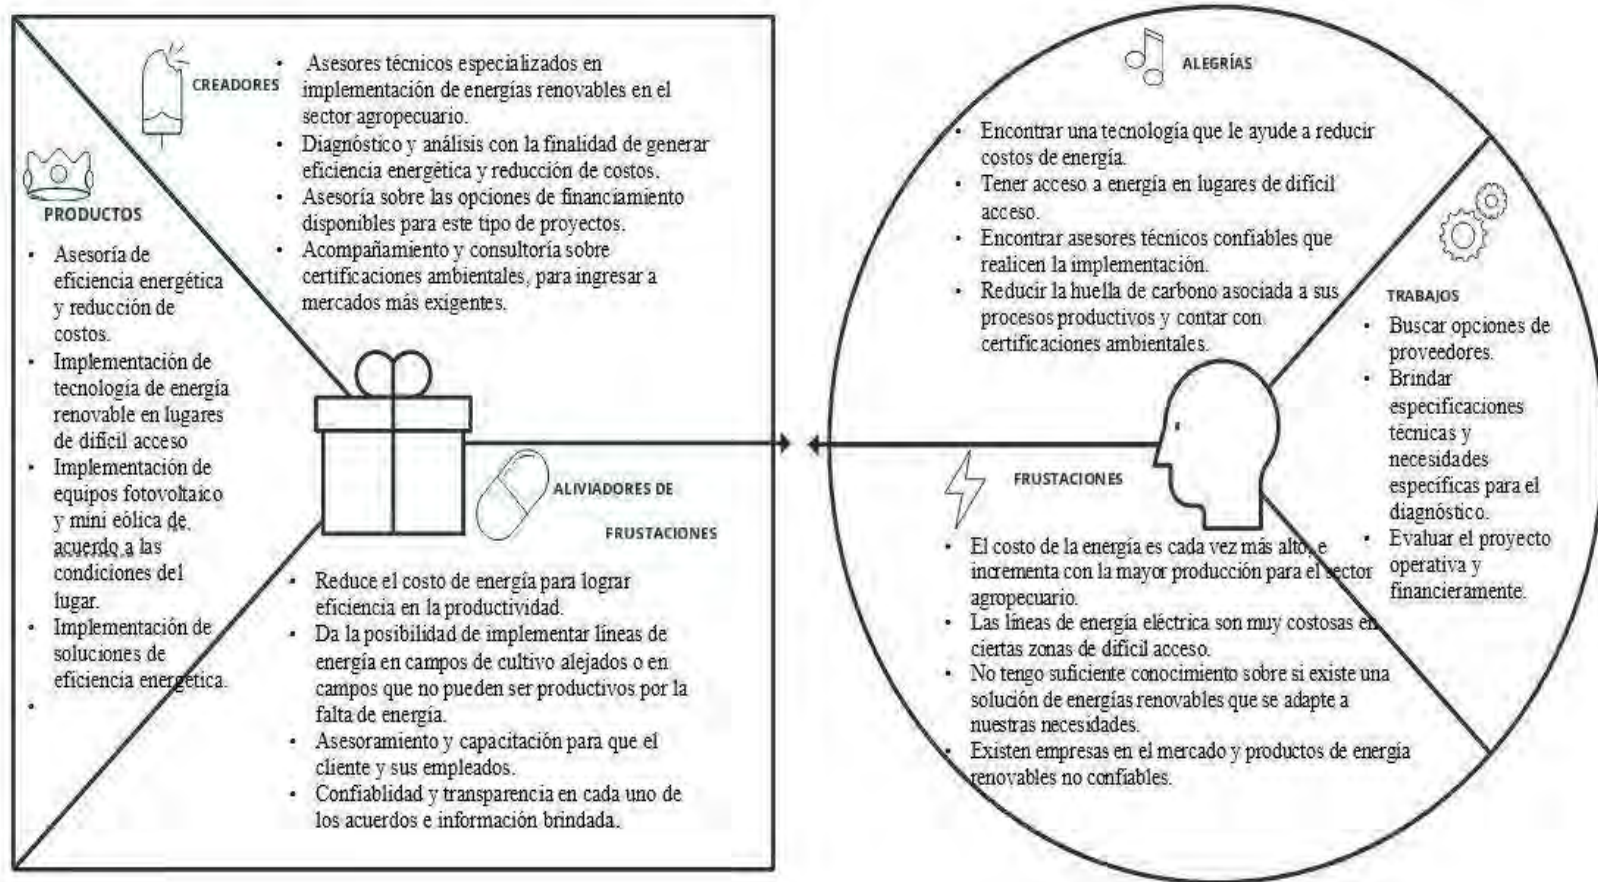 CREADORES
• Asesores técnicos especializados en
implementación de energías renovables en el
sector agropecuario.
• Diagnóstico y análisis con la finalidad de generar
eficiencia energética y reducción de costos.
• Asesoría sobre las opciones de financiamiento
disponibles para este tipo de proyectos.
• Acompañamiento y consultoría sobre
certificaciones ambientales, para ingresar a
mercados más exigentes.
PRODUCTOS
• Asesoría de
eficiencia energética
y reducción de
costos.
• Implementación de
tecnología de energía
renovable en lugares
de difícil acceso
• Implementación de
equipos fotovoltaico
y mini eólica de,
acuerdo a las
condiciones del
lugar.
• Implementación de
soluciones de
eficiencia energética.
•
ALIVIADORES DE
FRUSTACIONES
• Reduce el costo de energía para lograr
eficiencia en la productividad.
• Da la posibilidad de implementar líneas de
energía en campos de cultivo alejados o en
campos que no pueden ser productivos por la
falta de energía.
• Asesoramiento y capacitación para que el
cliente y sus empleados.
• Confiablidad y transparencia en cada uno de
los acuerdos e información brindada.
ALEGRÍAS
• Encontrar una tecnología que le ayude a reducir
costos de energía.
• Tener acceso a energía en lugares de difícil
acceso.
• Encontrar asesores técnicos confiables que
realicen la implementación.
• Reducir la huella de carbono asociada a sus
procesos productivos y contar con
certificaciones ambientales.
TRABAJOS
• Buscar opciones de
proveedores.
• Brindar
especificaciones
técnicas y
necesidades
específicas para el
diagnóstico.
• Evaluar el proyecto
operativa y
financieramente.
FRUSTACIONES
• El costo de la energía es cada vez más alto, e
incrementa con la mayor producción para el sector
agropecuario.
• Las líneas de energía eléctrica son muy costosas en
ciertas zonas de difícil acceso.
• No tengo suficiente conocimiento sobre si existe una
solución de energías renovables que se adapte a
nuestras necesidades.
• Existen empresas en el mercado y productos de energía
renovables no confiables.